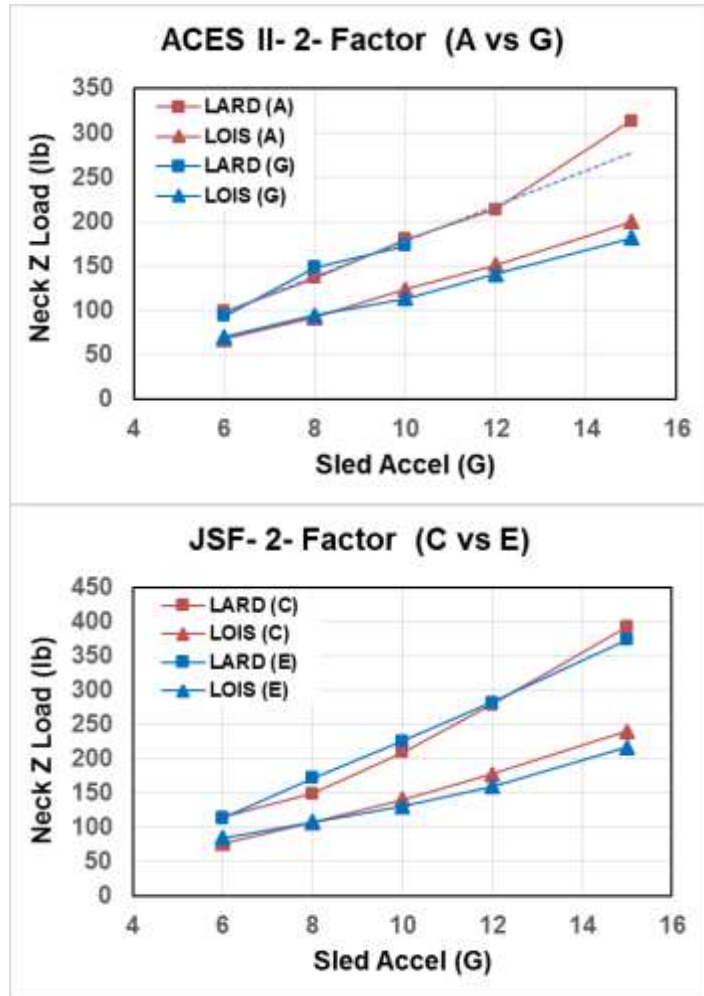 ACES II- 2- Factor (A vs G)
350
300
250
200
150
100
50
0
Neck Z Load (lb)
LARD (A)
LOIS (A)
LARD (G)
LOIS (G)
4 6 8 10 12 14 16
Sled Accel (G)
JSF- 2- Factor (C vs E)
450
400
350
300
250
200
150
100
50
0
Neck Z Load (lb)
LARD (C)
LOIS (C)
LARD (E)
LOIS (E)
4 6 8 10 12 14 16
Sled Accel (G)